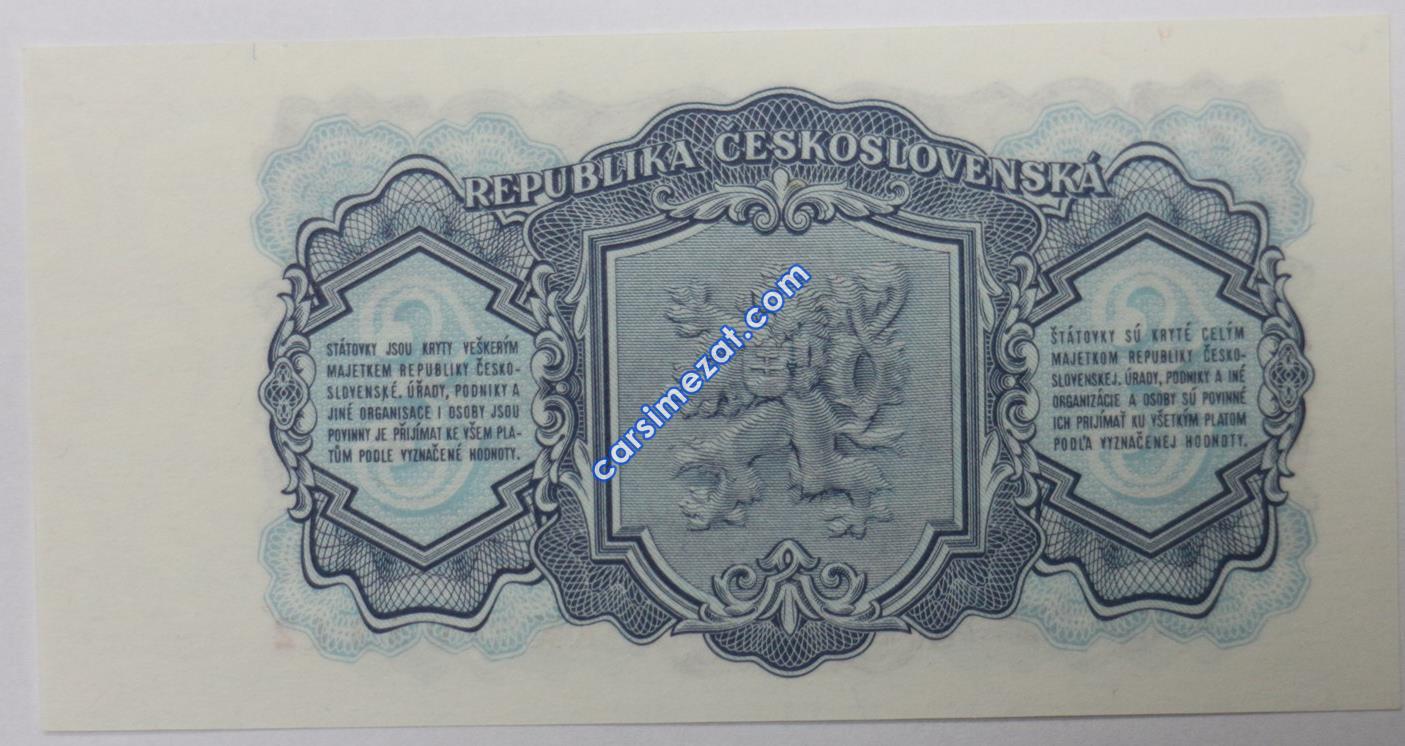 REPUBLIKA ČESKOSLOVENSKÁ
3
STÁTOVKY JSOU KRYTY VEŠKERÝM
MAJETKEM REPUBLIKY ČESKO-
SLOVENSKÉ. ÚŘADY, PODNIKY A
JINÉ ORGANISACE I OSOBY JSOU
POVINNY JE PŘIJÍMAT KE VŠEM PLA-
TŮM PODLE VYZNAČENÉ HODNOTY.
carsimezat.com
3
ŠTÁTOVKY SÚ KRYTÉ CELÝM
MAJETKOM REPUBLIKY ČESKO-
SLOVENSKEJ. ÚRADY, PODNIKY A INÉ
ORGANIZÁCIE A OSOBY SÚ POVINNÉ
ICH PRIJÍMAŤ KU VŠETKÝM PLATOM
PODĽA VYZNAČENEJ HODNOTY.